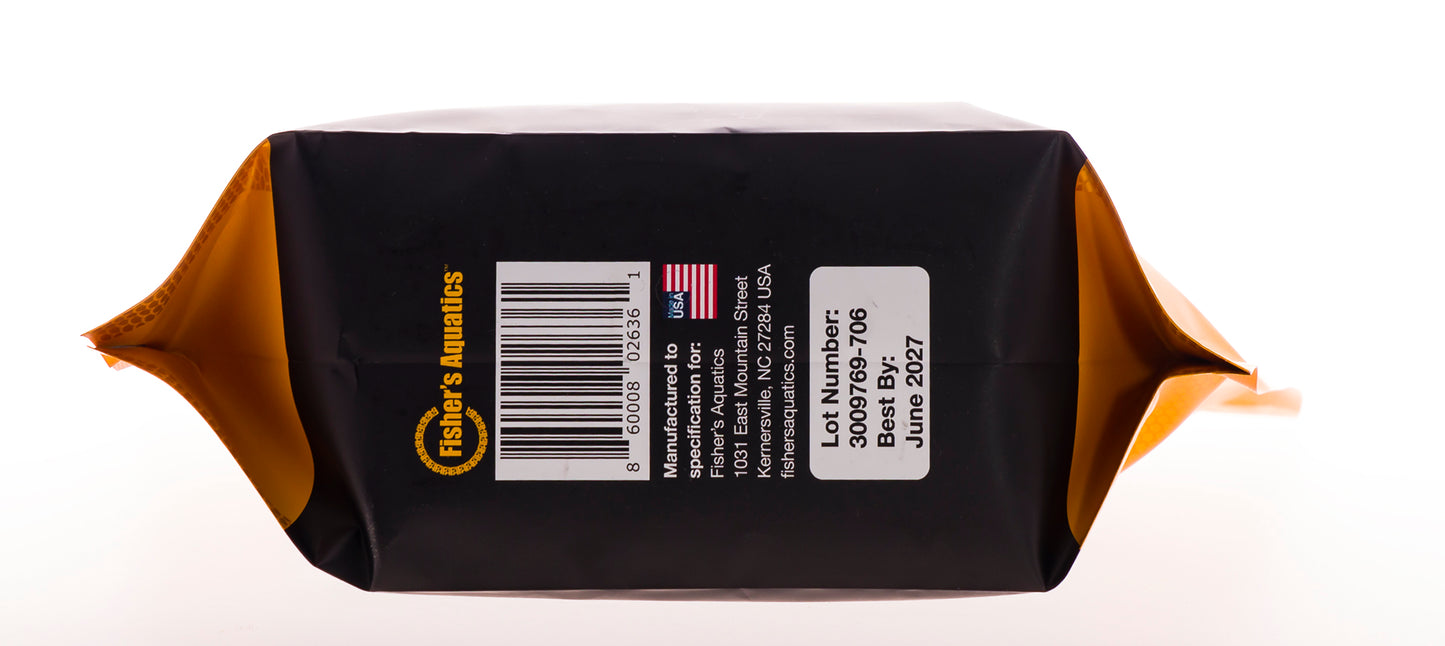 Fisher's Aquatics™
8 60008 02636 1
Made in
USA
Manufactured to
specification for:
Fisher's Aquatics
1031 East Mountain Street
Kernersville, NC 27284 USA
fishersaquatics.com
Lot Number:
3009769-706
Best By:
June 2027